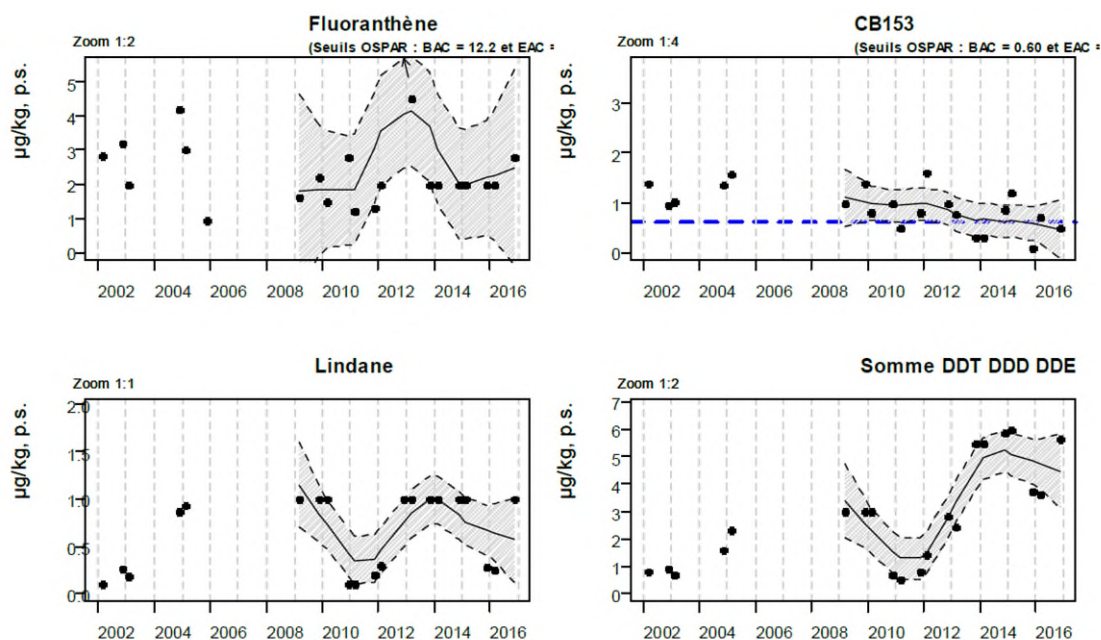 Fluoranthène
Zoom 1:2
(Seuils OSPAR : BAC = 12.2 et EAC =
µg/kg, p.s.
5
4
3
2
1
0
2002 2004 2006 2008 2010 2012 2014 2016
CB153
Zoom 1:4
(Seuils OSPAR : BAC = 0.60 et EAC =
µg/kg, p.s.
3
2
1
0
2002 2004 2006 2008 2010 2012 2014 2016
Lindane
Zoom 1:1
µg/kg, p.s.
2.0
1.0
0.5
0.0
2002 2004 2006 2008 2010 2012 2014 2016
Somme DDT DDD DDE
Zoom 1:2
µg/kg, p.s.
7
6
5
4
3
2
1
0
2002 2004 2006 2008 2010 2012 2014 2016